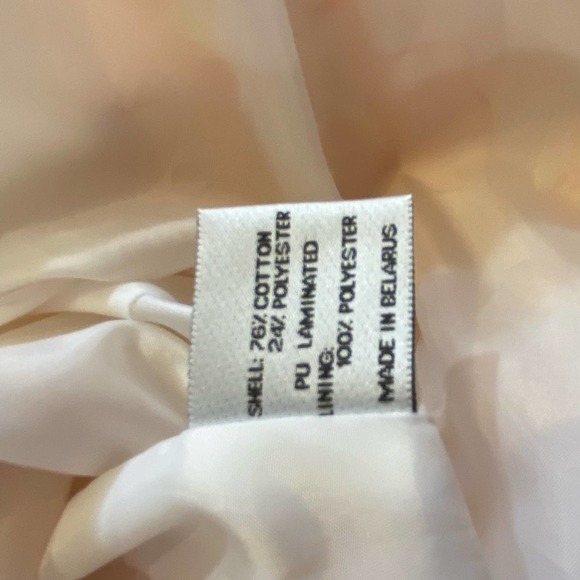 SHELL: 76% COTTON
24% POLYESTER
PU LAMINATED
LINING:
100% POLYESTER
MADE IN BELARUS